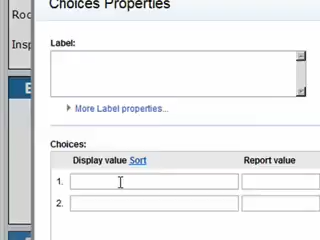 Choices Properties
Roo
Insp
Label:
More Label properties...
Choices:
Display value Sort Report value
1.
2.